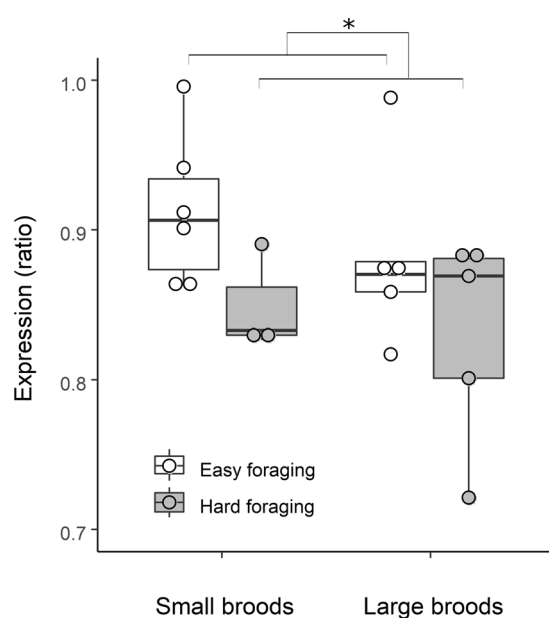 *
1.0
0.9
0.8
0.7
Expression (ratio)
Easy foraging
Hard foraging
Small broods
Large broods